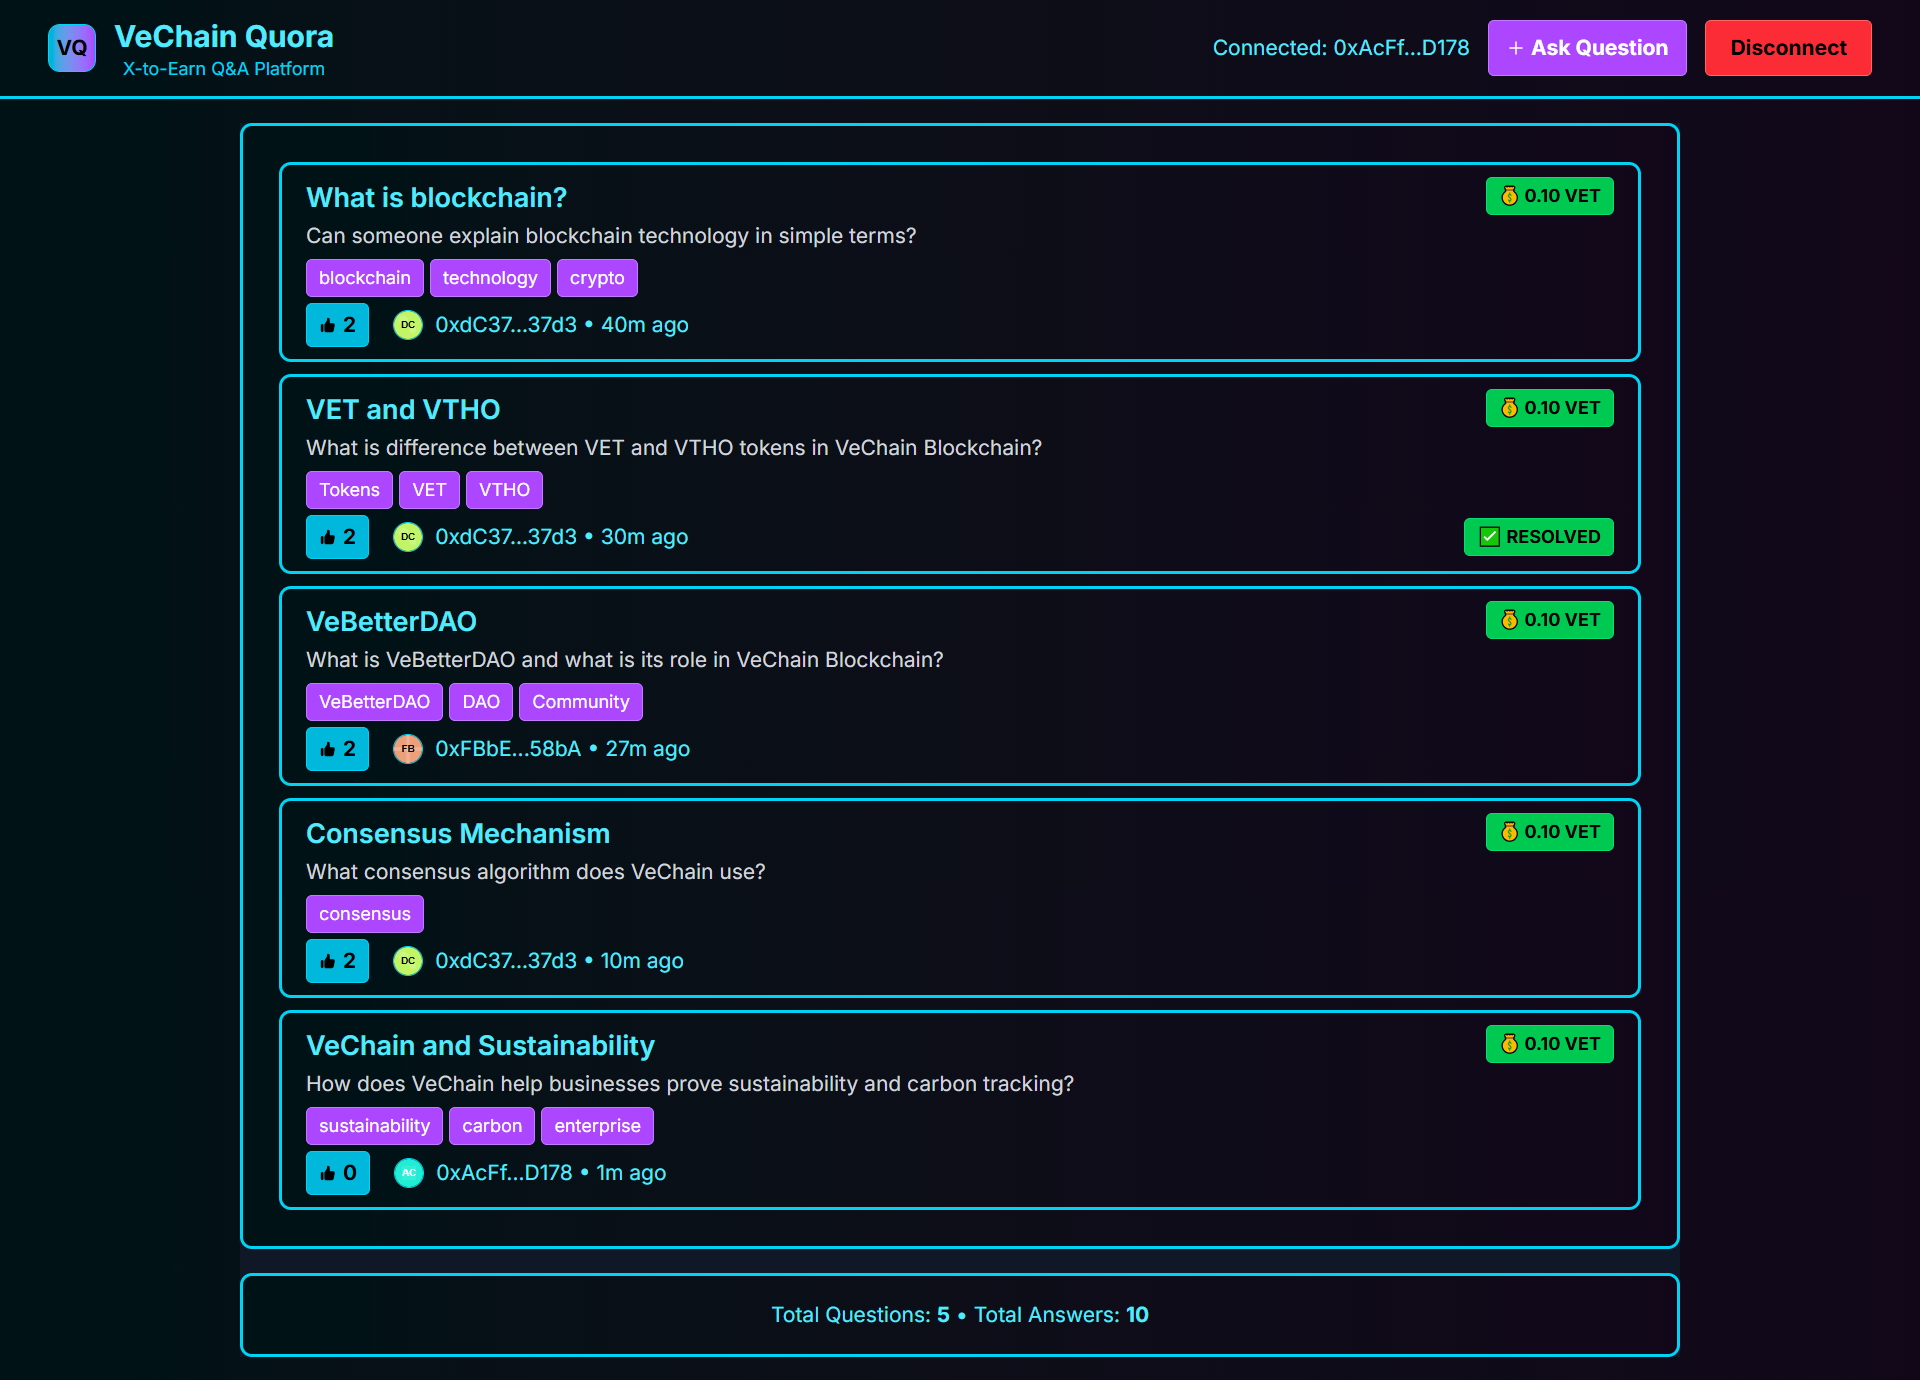 VQ
VeChain Quora
X-to-Earn Q&A Platform
Connected: 0xAcFf...D178
+ Ask Question
Disconnect
What is blockchain?
0.10 VET
Can someone explain blockchain technology in simple terms?
blockchain technology crypto
2 DC 0xdC37...37d3 • 40m ago
VET and VTHO
0.10 VET
What is difference between VET and VTHO tokens in VeChain Blockchain?
Tokens VET VTHO
2 DC 0xdC37...37d3 • 30m ago
RESOLVED
VeBetterDAO
0.10 VET
What is VeBetterDAO and what is its role in VeChain Blockchain?
VeBetterDAO DAO Community
2 FB 0xFBbE...58bA • 27m ago
Consensus Mechanism
0.10 VET
What consensus algorithm does VeChain use?
consensus
2 DC 0xdC37...37d3 • 10m ago
VeChain and Sustainability
0.10 VET
How does VeChain help businesses prove sustainability and carbon tracking?
sustainability carbon enterprise
0 AC 0xAcFf...D178 • 1m ago
Total Questions: 5 • Total Answers: 10